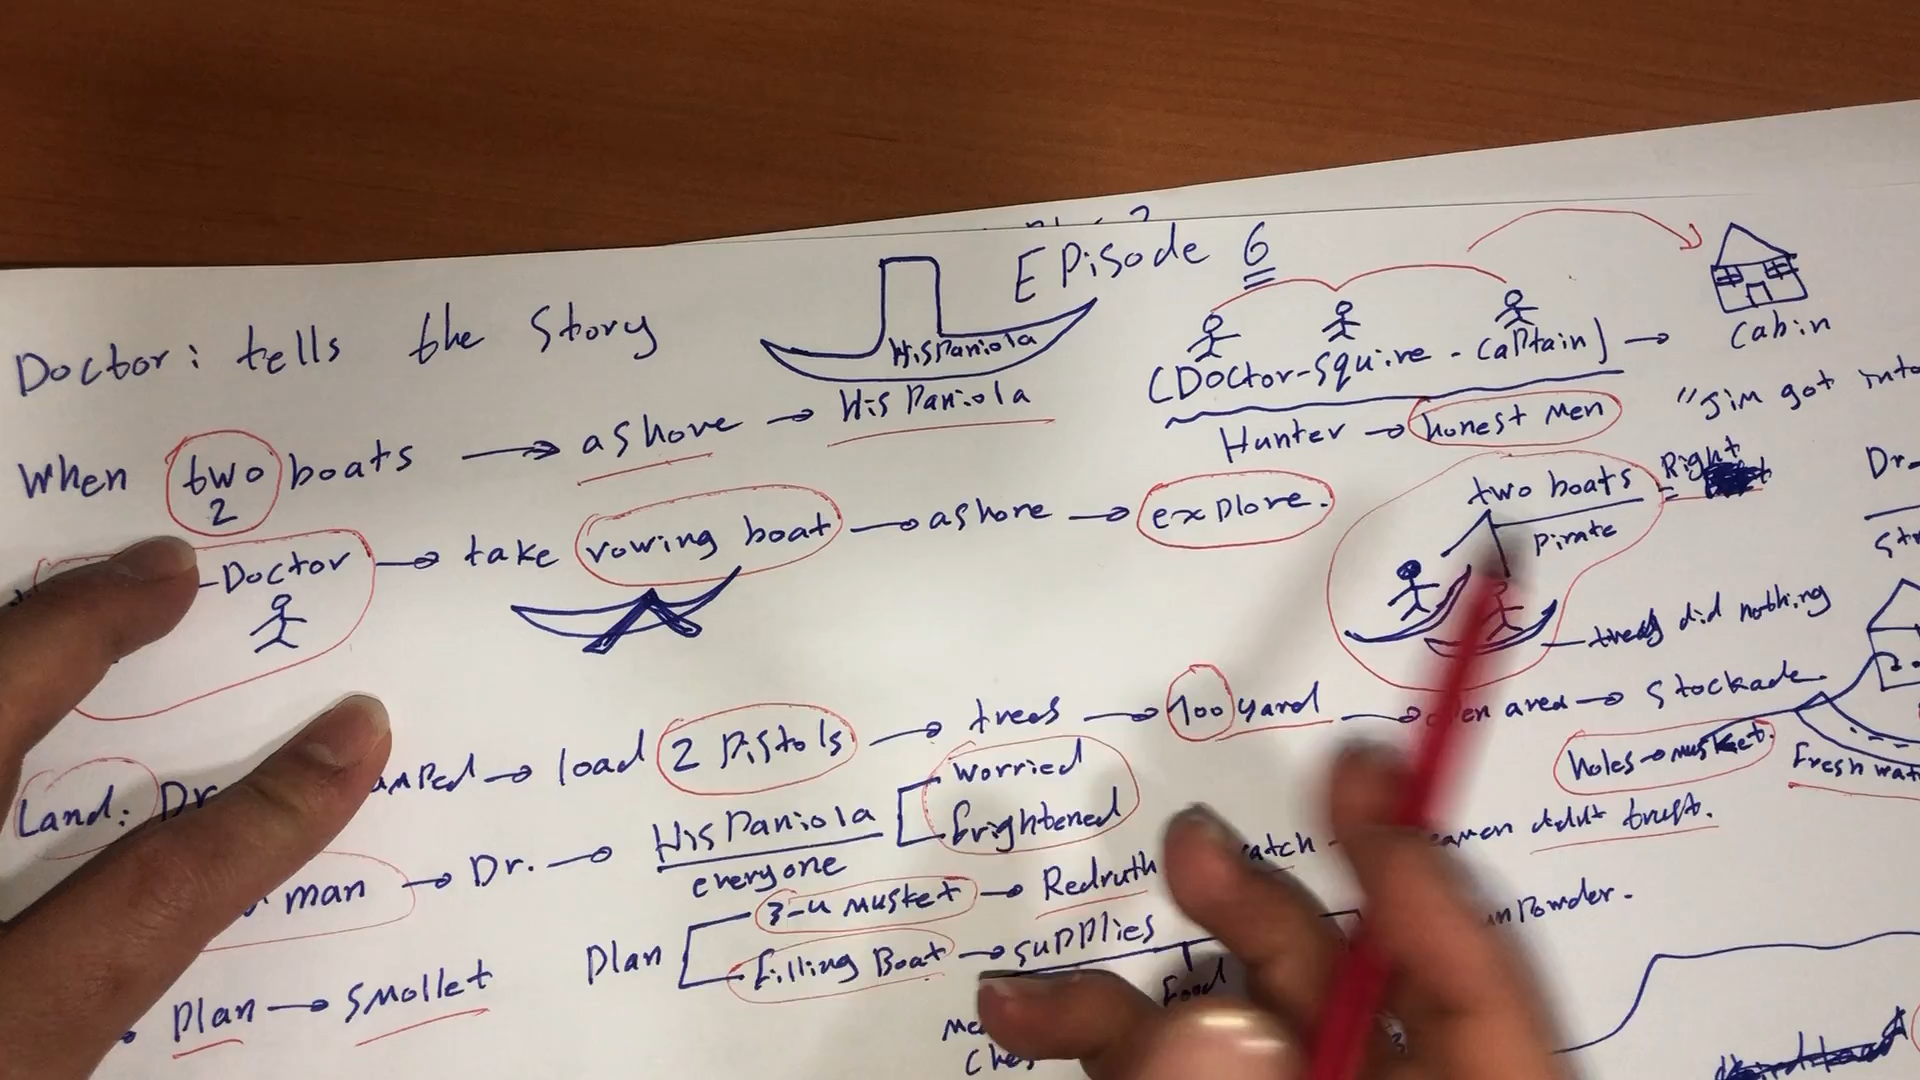 Episode 6
Doctor: tells the story
Hispaniola
(Doctor-Squire-Captain) → Cabin
When two boats → ashore → Hispaniola
2
Hunter → honest men
"Jim got into
-Doctor → take rowing boat → ashore → explore.
two boats = Right
Pirate
Dr-
did nothing
Land: Dr → load 2 Pistols → trees → 100 yard → area → Stockade
holes → musket.
Fresh
man → Dr. → Hispaniola
everyone
worried
frightened
trust.
Plan
3-4 musket → Redruth
filling Boat → supplies
Food
Plan → Smollet